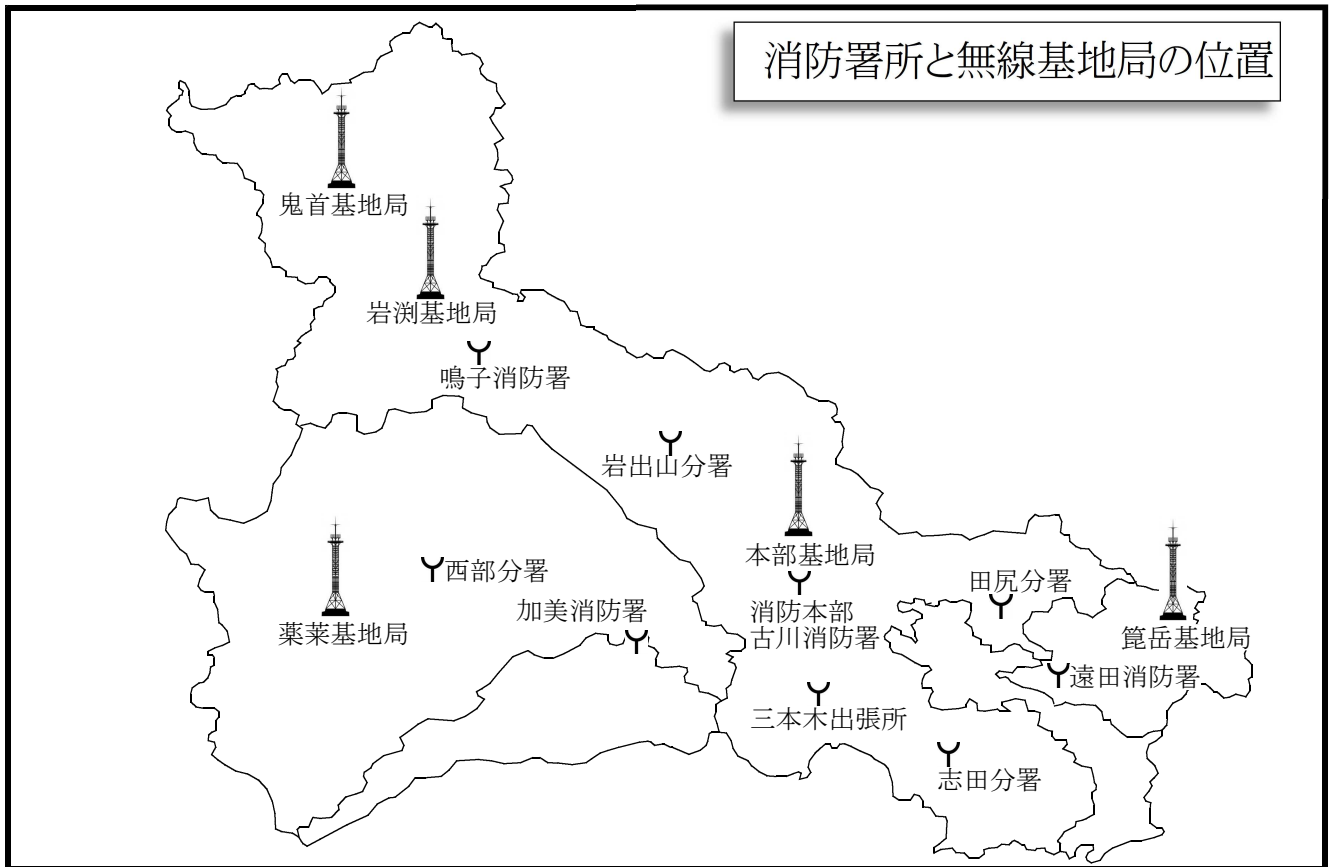 消防署所と無線基地局の位置
鬼首基地局
岩渕基地局
鳴子消防署
岩出山分署
本部基地局
西部分署
田尻分署
加美消防署
消防本部
古川消防署
薬莱基地局
箟岳基地局
遠田消防署
三本木出張所
志田分署